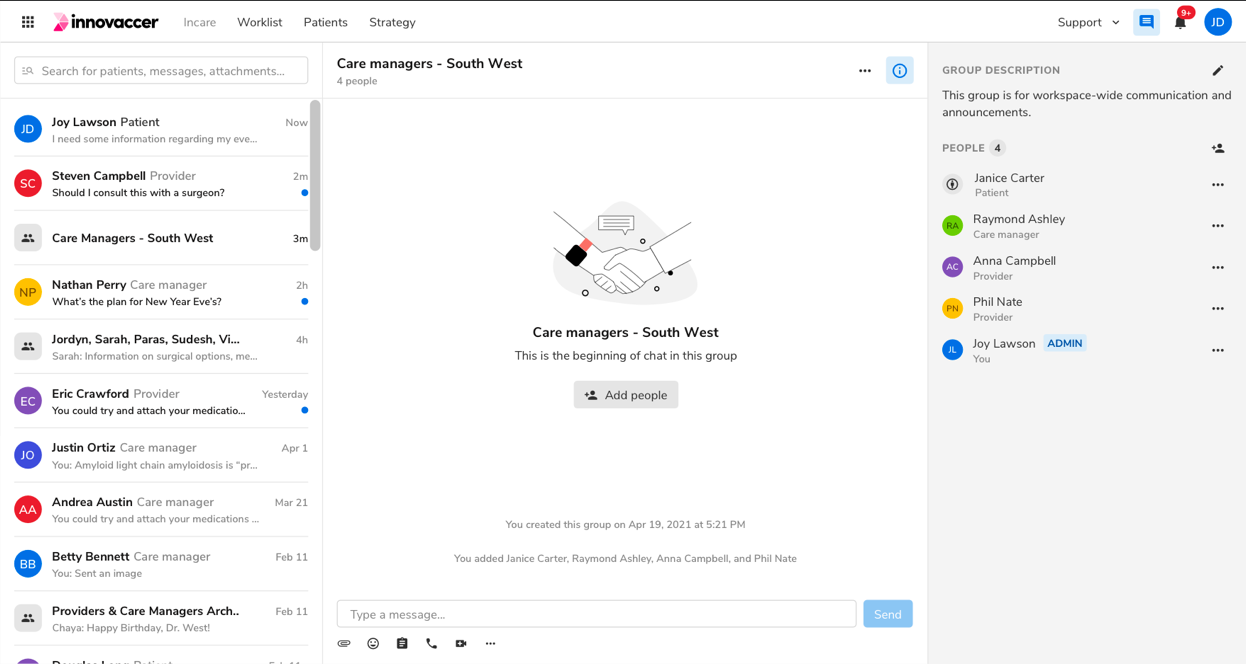 innovaccer
Incare
Worklist
Patients
Strategy
Support
9+
JD
Search for patients, messages, attachments...
JD
Joy Lawson Patient
Now
I need some information regarding my eve...
SC
Steven Campbell Provider
2m
Should I consult this with a surgeon?
Care Managers - South West
3m
NP
Nathan Perry Care manager
2h
What's the plan for New Year Eve's?
Jordyn, Sarah, Paras, Sudesh, Vi...
4h
Sarah: Information on surgical options, me...
EC
Eric Crawford Provider
Yesterday
You could try and attach your medicatio...
JO
Justin Ortiz Care manager
Apr 1
You: Amyloid light chain amyloidosis is "pr...
AA
Andrea Austin Care manager
Mar 21
You could try and attach your medications ...
BB
Betty Bennett Care manager
Feb 11
You: Sent an image
Providers & Care Managers Arch..
Feb 11
Chaya: Happy Birthday, Dr. West!
Care managers - South West
4 people
Care managers - South West
This is the beginning of chat in this group
Add people
You created this group on Apr 19, 2021 at 5:21 PM
You added Janice Carter, Raymond Ashley, Anna Campbell, and Phil Nate
Type a message...
Send
GROUP DESCRIPTION
This group is for workspace-wide communication and
announcements.
PEOPLE 4
Janice Carter
Patient
RA
Raymond Ashley
Care manager
AC
Anna Campbell
Provider
PN
Phil Nate
Provider
JL
Joy Lawson ADMIN
You